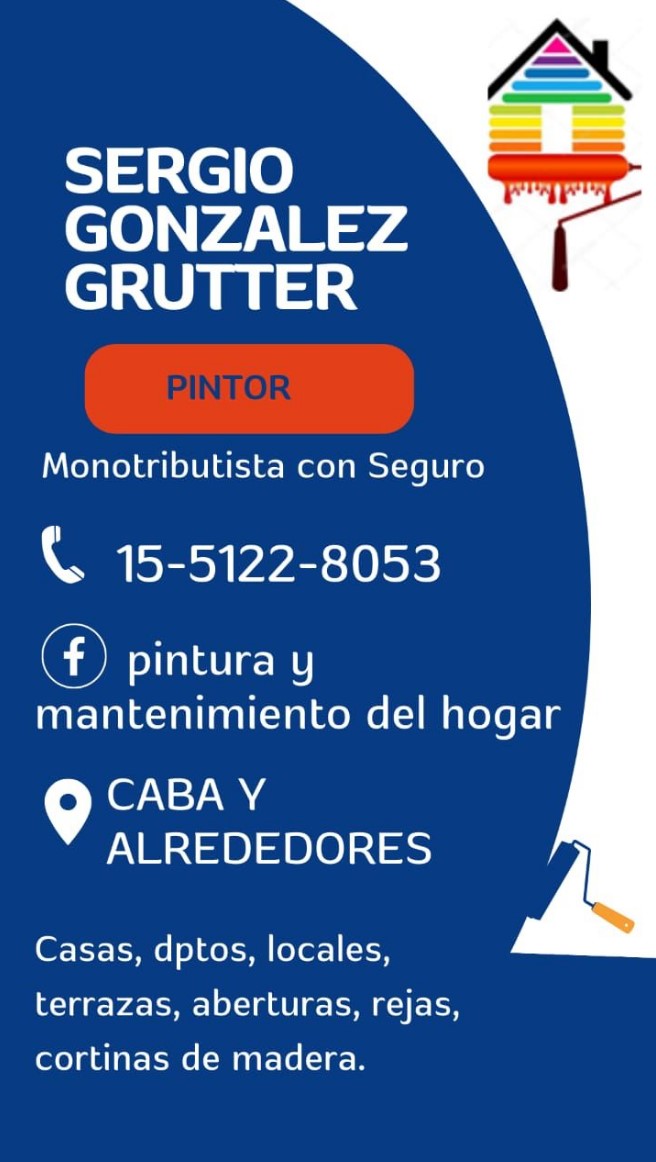 SERGIO
GONZALEZ
GRUTTER
PINTOR
Monotributista con Seguro
15-5122-8053
pintura y
mantenimiento del hogar
CABA Y
ALREDEDORES
Casas, dptos, locales,
terrazas, aberturas, rejas,
cortinas de madera.